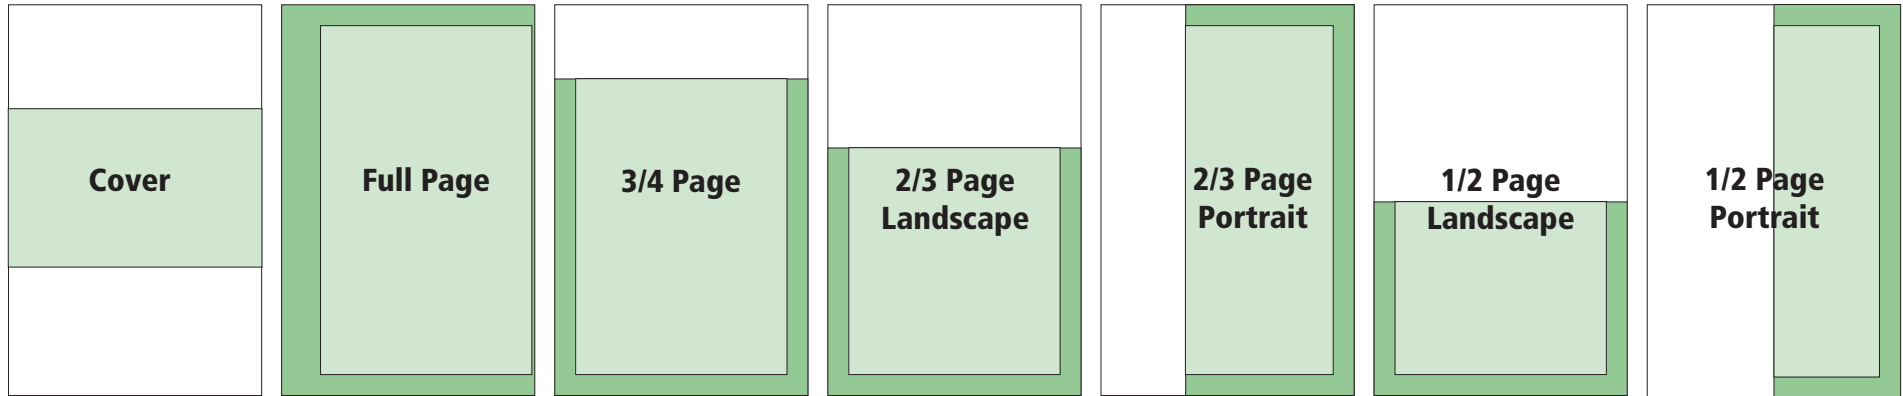 Cover
Full Page
3/4 Page
2/3 Page
Landscape
2/3 Page
Portrait
1/2 Page
Landscape
1/2 Page
Portrait